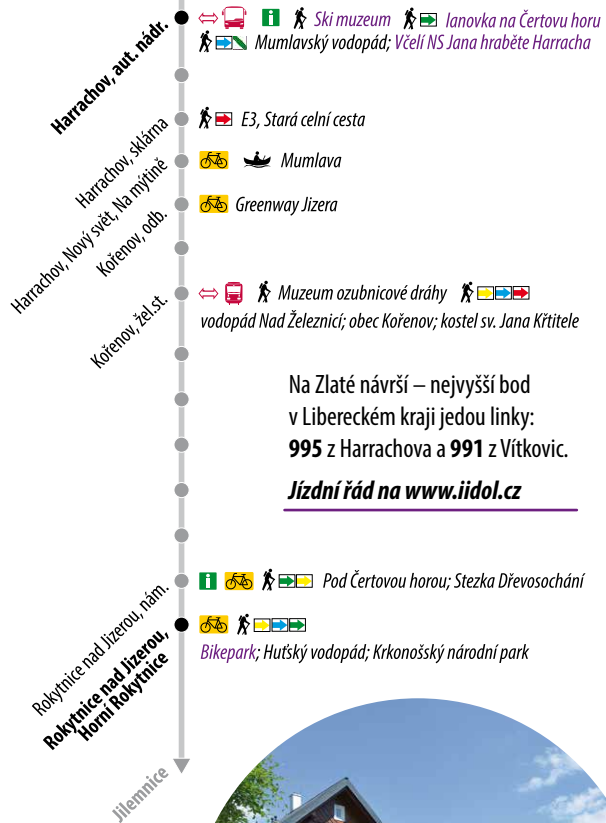 Harrachov, aut. nádr.
Ski muzeum lanovka na Čertovu horu
Mumlavský vodopád; Včelí NS Jana hraběte Harracha
Harrachov, sklárna
E3, Stará celní cesta
Harrachov, Nový svět, Na mýtině
Mumlava
Kořenov, odb.
Greenway Jizera
Kořenov, žel.st.
Muzeum ozubnicové dráhy
vodopád Nad Železnicí; obec Kořenov; kostel sv. Jana Křtitele
Na Zlaté návrší – nejvyšší bod
v Libereckém kraji jedou linky:
995 z Harrachova a 991 z Vítkovic.
Jízdní řád na www.iidol.cz
Rokytnice nad Jizerou, nám.
Pod Čertovou horou; Stezka Dřevosochání
Rokytnice nad Jizerou,
Horní Rokytnice
Bikepark; Huťský vodopád; Krkonošský národní park
Jilemnice